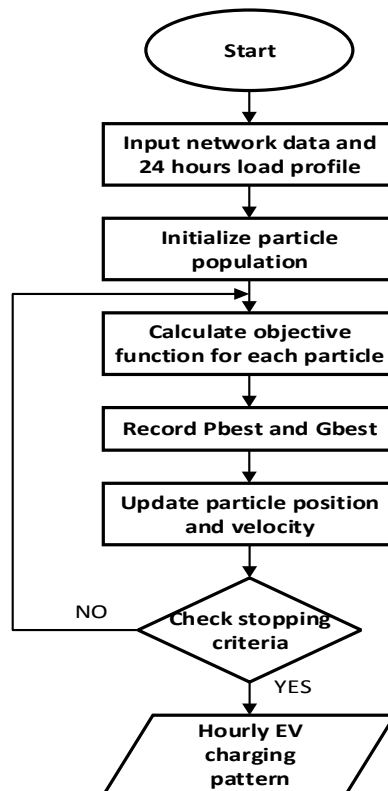 Start
Input network data and
24 hours load profile
Initialize particle
population
Calculate objective
function for each particle
Record Pbest and Gbest
Update particle position
and velocity
Check stopping
criteria
NO
YES
Hourly EV
charging
pattern